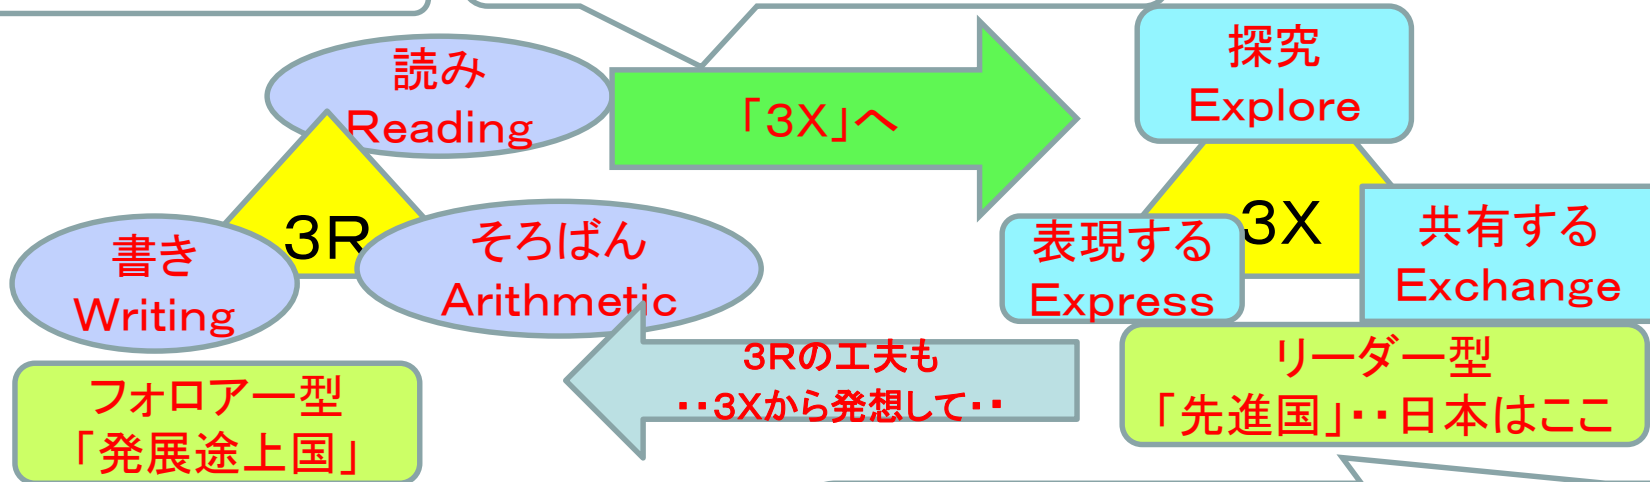 読み
Reading
「3X」へ
探究
Explore
3R
書き
Writing
そろばん
Arithmetic
3X
表現する
Express
共有する
Exchange
3Rの工夫も
・・3Xから発想して・・
フォロアー型
「発展途上国」
リーダー型
「先進国」・・日本はここ